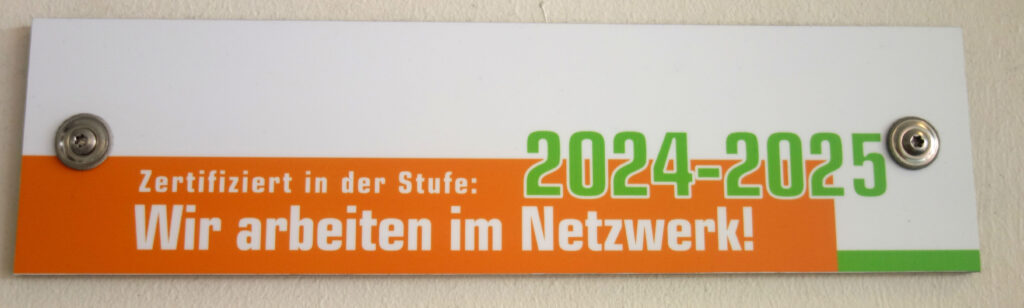 2024-2025
Zertifiziert in der Stufe:
Wir arbeiten im Netzwerk!